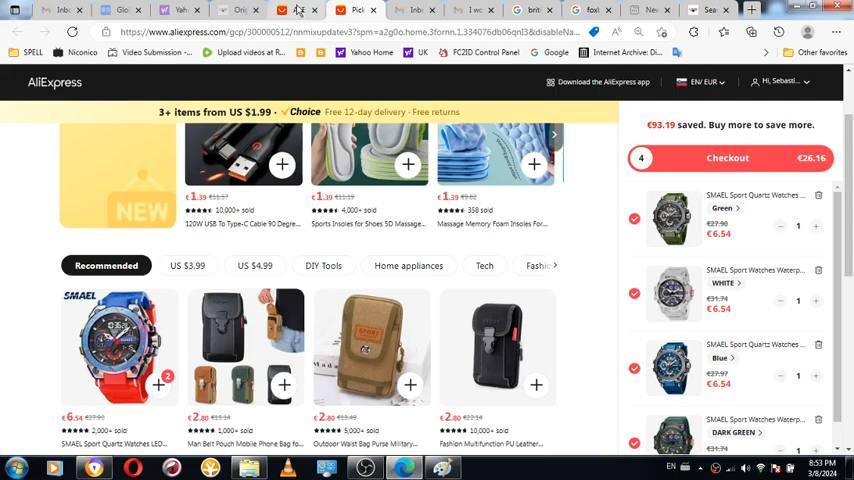 Inbo
Glo
Yah
Orig
Pick
Inbo
I wo
briti
foxl
New
Sea
https://www.aliexpress.com/gcp/300000512/nnmixupdatev3?spm=a2g0o.home.3fornn.1.334076db06qnI3&disableNa...
SPELL
Novicio
Video Submission -...
Upload videos at R...
Yahoo Home
UK
FC2ID Control Panel
Google
Internet Archive: Di...
Other favorites
AliExpress
Download the AliExpress app
EN/ EUR
Hi, Sebasti...
3+ items from US $1.99 · Choice Free 12-day delivery · Free returns
NEW
€1.39 €11.57
€1.39 €11.19
€1.39 €9.82
10,000+ sold
4,000+ sold
358 sold
120W USB To Type-C Cable 90 Degre...
Sports Insoles for Shoes 5D Massage...
Massage Memory Foam Insoles For...
Recommended
US $3.99
US $4.99
DIY Tools
Home appliances
Tech
Fashio
SMAEL
SPORT
2
€6.54 €27.90
€2.80 €13.14
€2.80 €13.49
€2.80 €22.14
2,000+ sold
1,000+ sold
5,000+ sold
10,000+ sold
SMAEL Sport Quartz Watches LED...
Man Belt Pouch Mobile Phone Bag fo...
Outdoor Waist Bag Purse Military...
Fashion Multifunction PU Leather...
€93.19 saved. Buy more to save more.
4
Checkout
€26.16
SMAEL Sport Quartz Watches ...
Green
€27.90
€6.54
1
SMAEL Sport Watches Waterp...
WHITE
€31.74
€6.54
1
SMAEL Sport Quartz Watches ...
Blue
€27.97
€6.54
1
SMAEL Sport Watches Waterp...
DARK GREEN
€31.74
EN
8:53 PM
3/8/2024